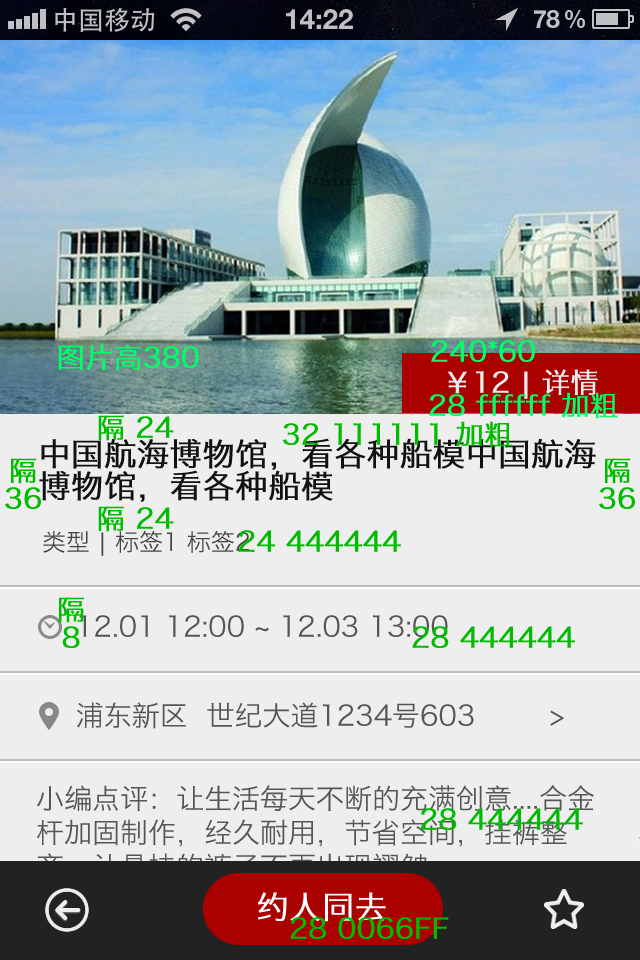 中国移动 14:22 78%
图片高380
240*60
￥12 | 详情
28 ffffff 加粗
隔 24
32 111111 加粗
隔 36
隔 36
中国航海博物馆，看各种船模中国航海
博物馆，看各种船模
隔 24
类型 | 标签1 标签2
24 444444
隔 8
12.01 12:00 ~ 12.03 13:00
28 444444
浦东新区 世纪大道1234号603 >
小编点评：让生活每天不断的充满创意....合金
28 444444
杆加固制作，经久耐用，节省空间，挂裤整
约人同去
28 0066FF